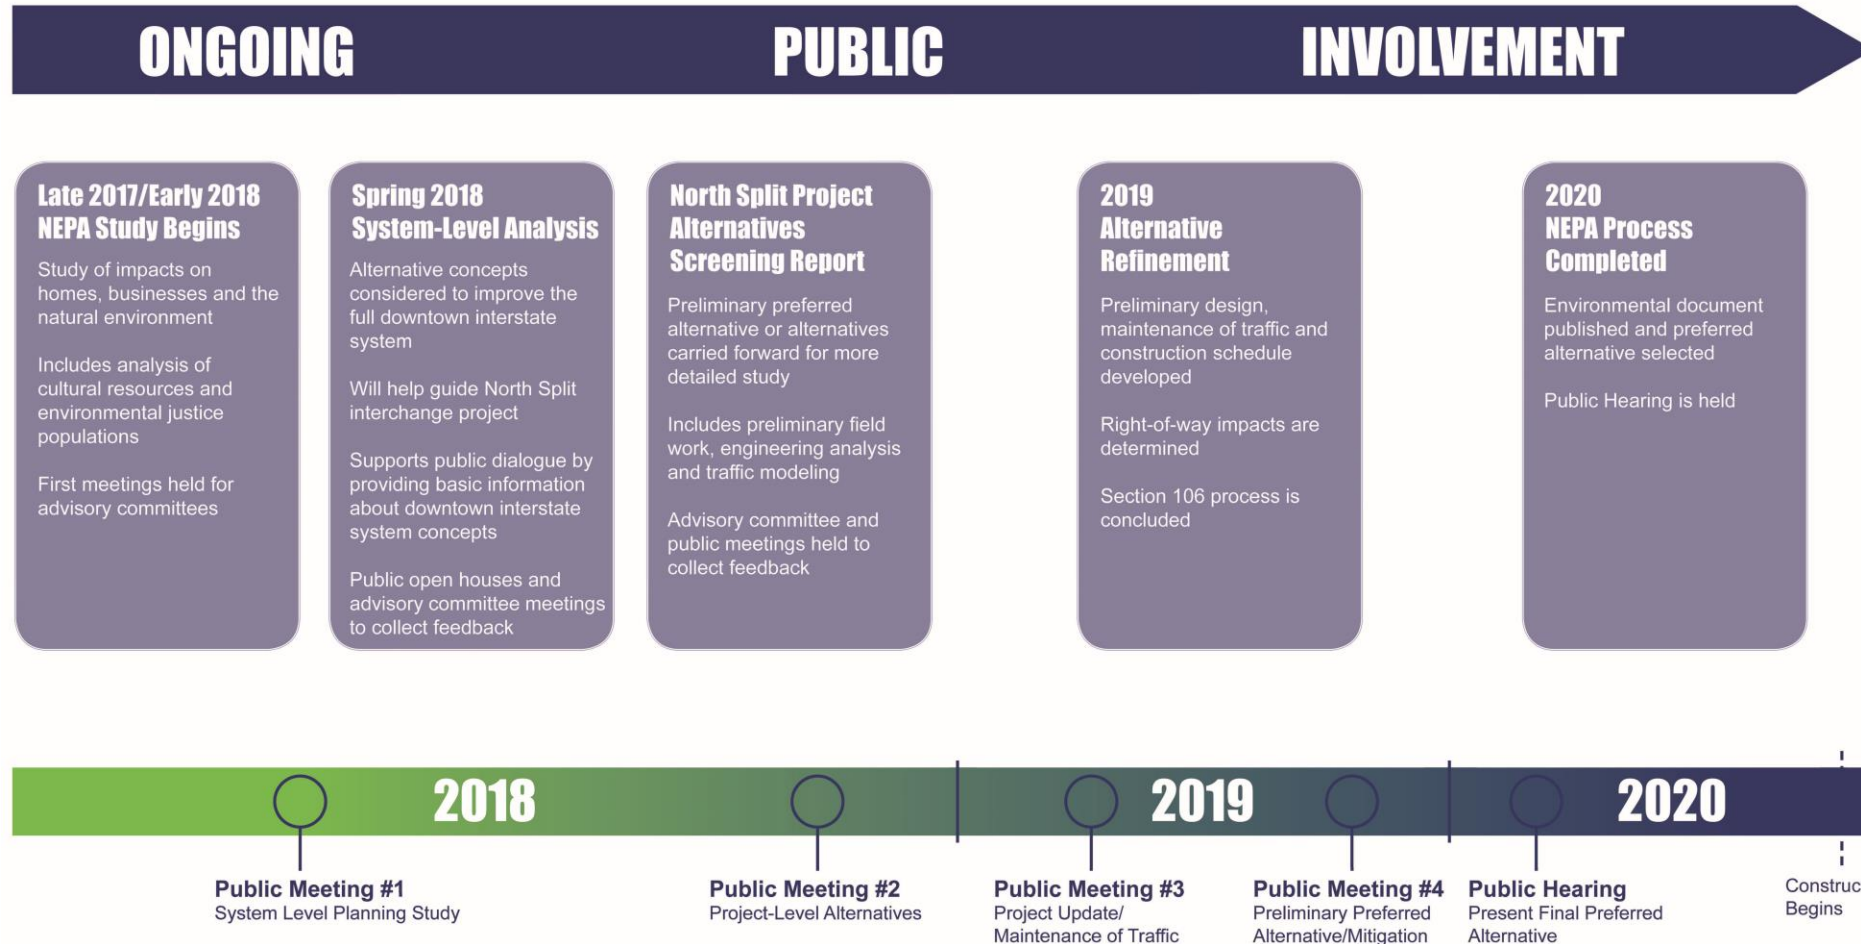 ONGOING PUBLIC INVOLVEMENT
Late 2017/Early 2018
NEPA Study Begins
Study of impacts on
homes, businesses and the
natural environment
Includes analysis of
cultural resources and
environmental justice
populations
First meetings held for
advisory committees
Spring 2018
System-Level Analysis
Alternative concepts
considered to improve the
full downtown interstate
system
Will help guide North Split
interchange project
Supports public dialogue by
providing basic information
about downtown interstate
system concepts
Public open houses and
advisory committee meetings
to collect feedback
North Split Project
Alternatives
Screening Report
Preliminary preferred
alternative or alternatives
carried forward for more
detailed study
Includes preliminary field
work, engineering analysis
and traffic modeling
Advisory committee and
public meetings held to
collect feedback
2019
Alternative
Refinement
Preliminary design,
maintenance of traffic and
construction schedule
developed
Right-of-way impacts are
determined
Section 106 process is
concluded
2020
NEPA Process
Completed
Environmental document
published and preferred
alternative selected
Public Hearing is held
2018
2019
2020
Public Meeting #1
System Level Planning Study
Public Meeting #2
Project-Level Alternatives
Public Meeting #3
Project Update/
Maintenance of Traffic
Public Meeting #4
Preliminary Preferred
Alternative/Mitigation
Public Hearing
Present Final Preferred
Alternative
Construc
Begins